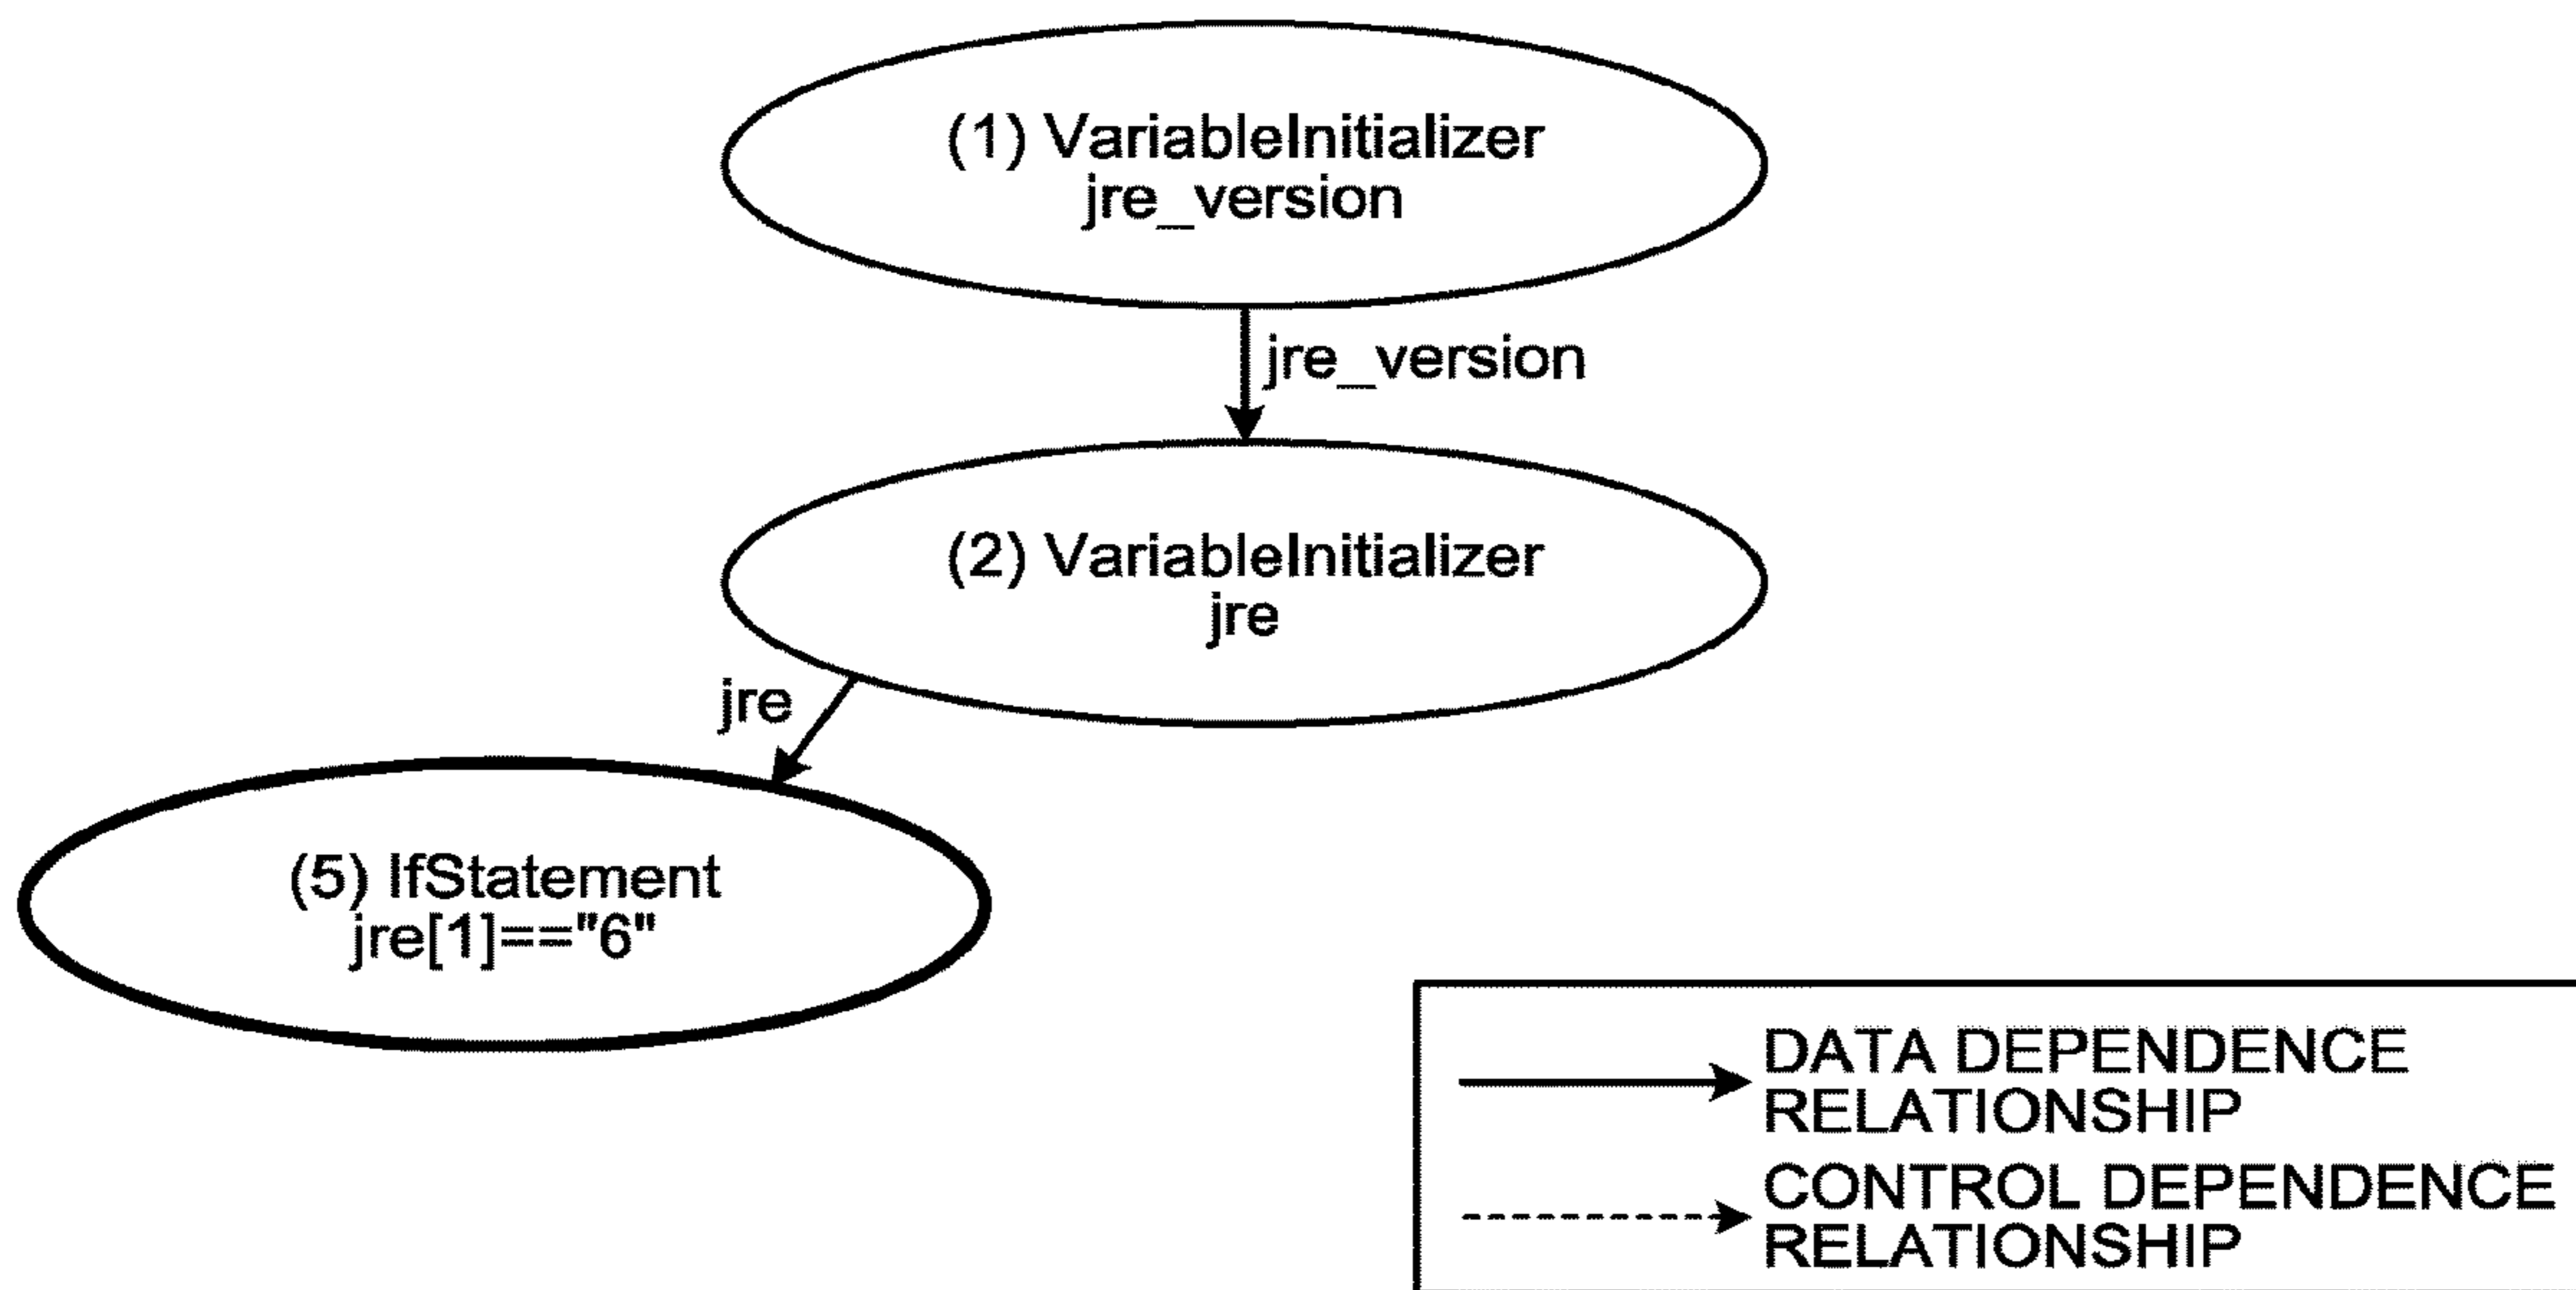 (1) VariableInitializer
jre_version
jre_version
(2) VariableInitializer
jre
jre
(5) IfStatement
jre[1]=="6"
DATA DEPENDENCE
RELATIONSHIP
CONTROL DEPENDENCE
RELATIONSHIP